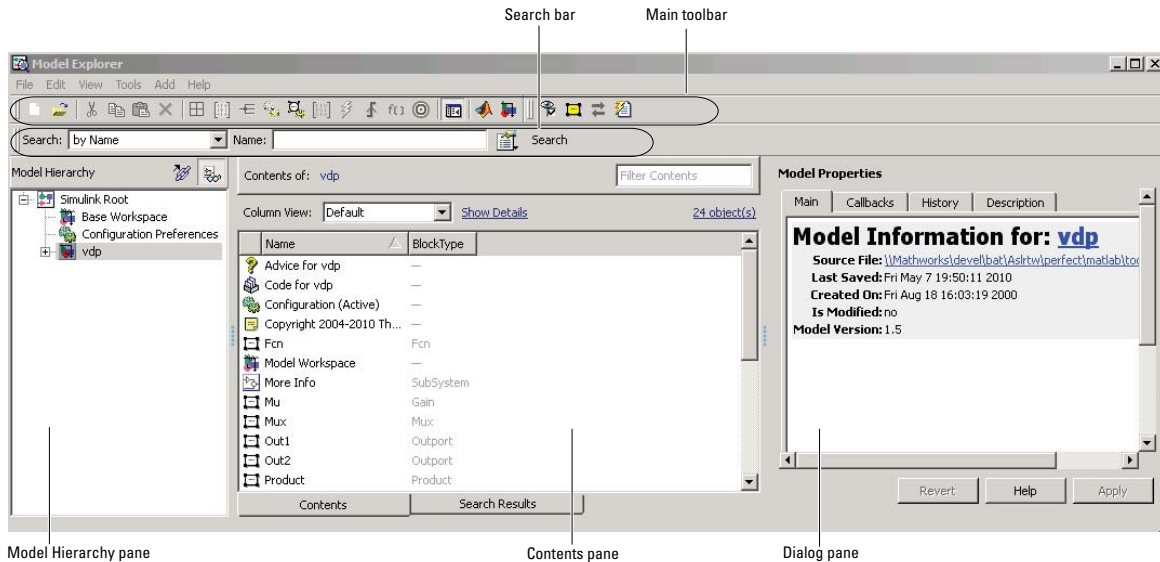 Search bar
Main toolbar
Model Explorer
File Edit View Tools Add Help
f()
Search: by Name Name: Search
Model Hierarchy
Simulink Root
Base Workspace
Configuration Preferences
vdp
Contents of: vdp
Filter Contents
Column View: Default Show Details 24 object(s)
Name BlockType
Advice for vdp —
Code for vdp —
Configuration (Active) —
Copyright 2004-2010 Th... —
Fcn Fcn
Model Workspace —
More Info SubSystem
Mu Gain
Mux Mux
Out1 Outport
Out2 Outport
Product Product
Contents Search Results
Model Properties
Main Callbacks History Description
Model Information for: vdp
Source File: \\Mathworks\devel\bat\Aslrtw\perfect\matlab\too
Last Saved: Fri May 7 19:50:11 2010
Created On: Fri Aug 18 16:03:19 2000
Is Modified: no
Model Version: 1.5
Revert Help Apply
Model Hierarchy pane
Contents pane
Dialog pane